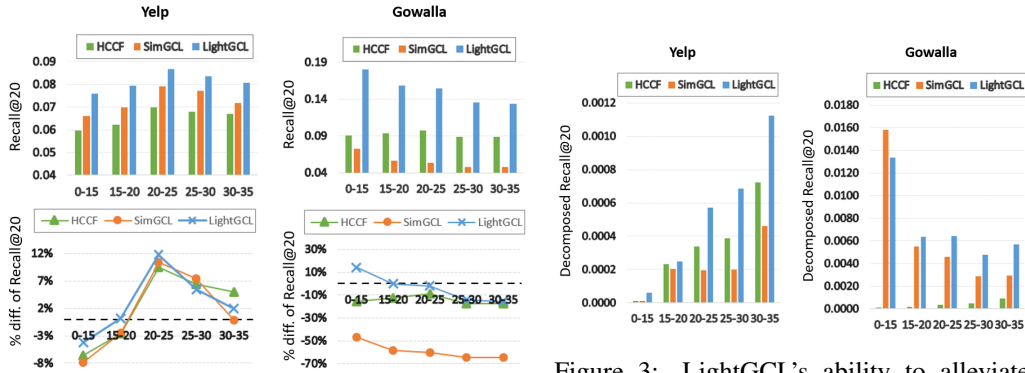 Yelp
HCCF SimGCL LightGCL
Recall@20
0.09
0.08
0.07
0.06
0.05
0.04
0-15 15-20 20-25 25-30 30-35
Gowalla
HCCF SimGCL LightGCL
Recall@20
0.19
0.14
0.09
0.04
0-15 15-20 20-25 25-30 30-35
HCCF SimGCL LightGCL
% diff. of Recall@20
12%
7%
2%
-3%
-8%
0-15 15-20 20-25 25-30 30-35
HCCF SimGCL LightGCL
% diff. of Recall@20
30%
10%
-10%
-30%
-50%
-70%
0-15 15-20 20-25 25-30 30-35
Yelp
HCCF SimGCL LightGCL
Decomposed Recall@20
0.0012
0.0010
0.0008
0.0006
0.0004
0.0002
0.0000
0-15 15-20 20-25 25-30 30-35
Gowalla
HCCF SimGCL LightGCL
Decomposed Recall@20
0.0180
0.0160
0.0140
0.0120
0.0100
0.0080
0.0060
0.0040
0.0020
0.0000
0-15 15-20 20-25 25-30 30-35
Figure 3: LightGCL's ability to alleviate